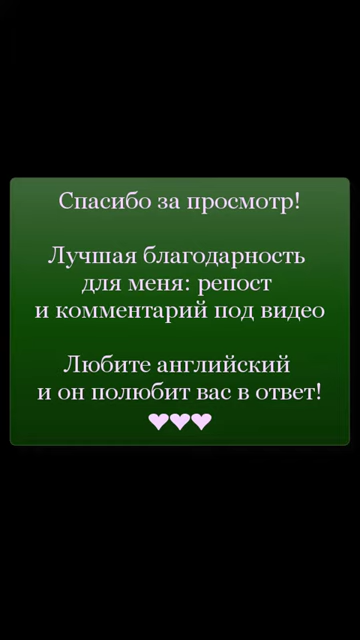 Спасибо за просмотр!
Лучшая благодарность
для меня: репост
и комментарий под видео
Любите английский
и он полюбит вас в ответ!